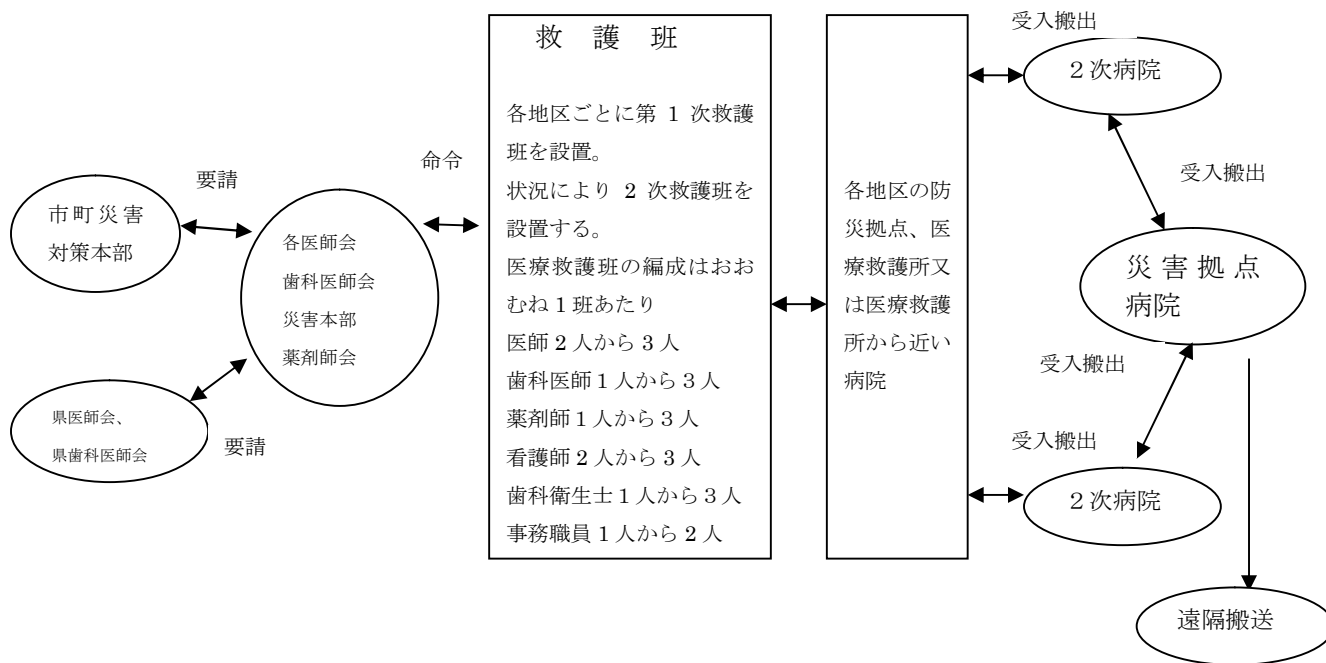 要請
市町災害
対策本部
県医師会、
県歯科医師会
要請
各医師会
歯科医師会
災害本部
薬剤師会
命令
救 護 班
各地区ごとに第 1 次救護
班を設置。
状況により 2 次救護班を
設置する。
医療救護班の編成はおお
むね 1 班あたり
医師 2 人から 3 人
歯科医師 1 人から 3 人
薬剤師 1 人から 3 人
看護師 2 人から 3 人
歯科衛生士 1 人から 3 人
事務職員 1 人から 2 人
各地区の防
災拠点、医
療救護所又
は医療救護
所から近い
病院
受入搬出
2 次病院
受入搬出
災 害 拠 点
病院
受入搬出
受入搬出
2 次病院
遠隔搬送